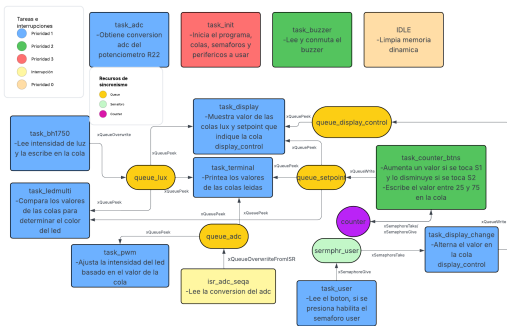 Tareas e
interrupciones
Prioridad 1
Prioridad 2
Prioridad 3
Interrupción
Prioridad 0
task_adc
-Obtiene conversion
adc del
potenciometro R22
task_init
-Inicia el programa,
colas, semaforos y
perifericos a usar
task_buzzer
-Lee y conmuta el
buzzer
IDLE
-Limpia memoria
dinamica
Recursos de
sincronismo
Queue
Semáforo
Counter
task_display
-Muestra valor de las
colas lux y setpoint que
indique la cola
display_control
queue_display_control
xQueuePeek
task_bh1750
-Lee intensidad de luz
y la escribe en la cola
xQueueOverwrite
xQueuePeek
xQueuePeek
queue_lux
xQueuePeek
task_terminal
-Printea los valores
de las colas leidas
xQueuePeek
queue_setpoint
xQueueWrite
task_counter_btns
-Aumenta un valor si se toca S1
y lo disminuye si se toca S2
-Escribe el valor entre 25 y 75
en la cola
task_ledmulti
-Compara los valores
de las colas para
determinar el color
del led
xQueuePeek
xQueuePeek
xQueuePeek
counter
xSemaphoreTake/
xSemaphoreGive
xQueueWrite
xQueuePeek
queue_adc
task_pwm
-Ajusta la intensidad del led
basado en el valor de la
cola
xQueueOverwriteFromISR
semphr_user
xSemaphoreTake
task_display_change
-Alterna el valor en
la cola
display_control
isr_adc_seqa
-Lee la conversion del adc
xSemaphoreGive
task_user
-Lee el boton, si se
presiona habilita el
semaforo user